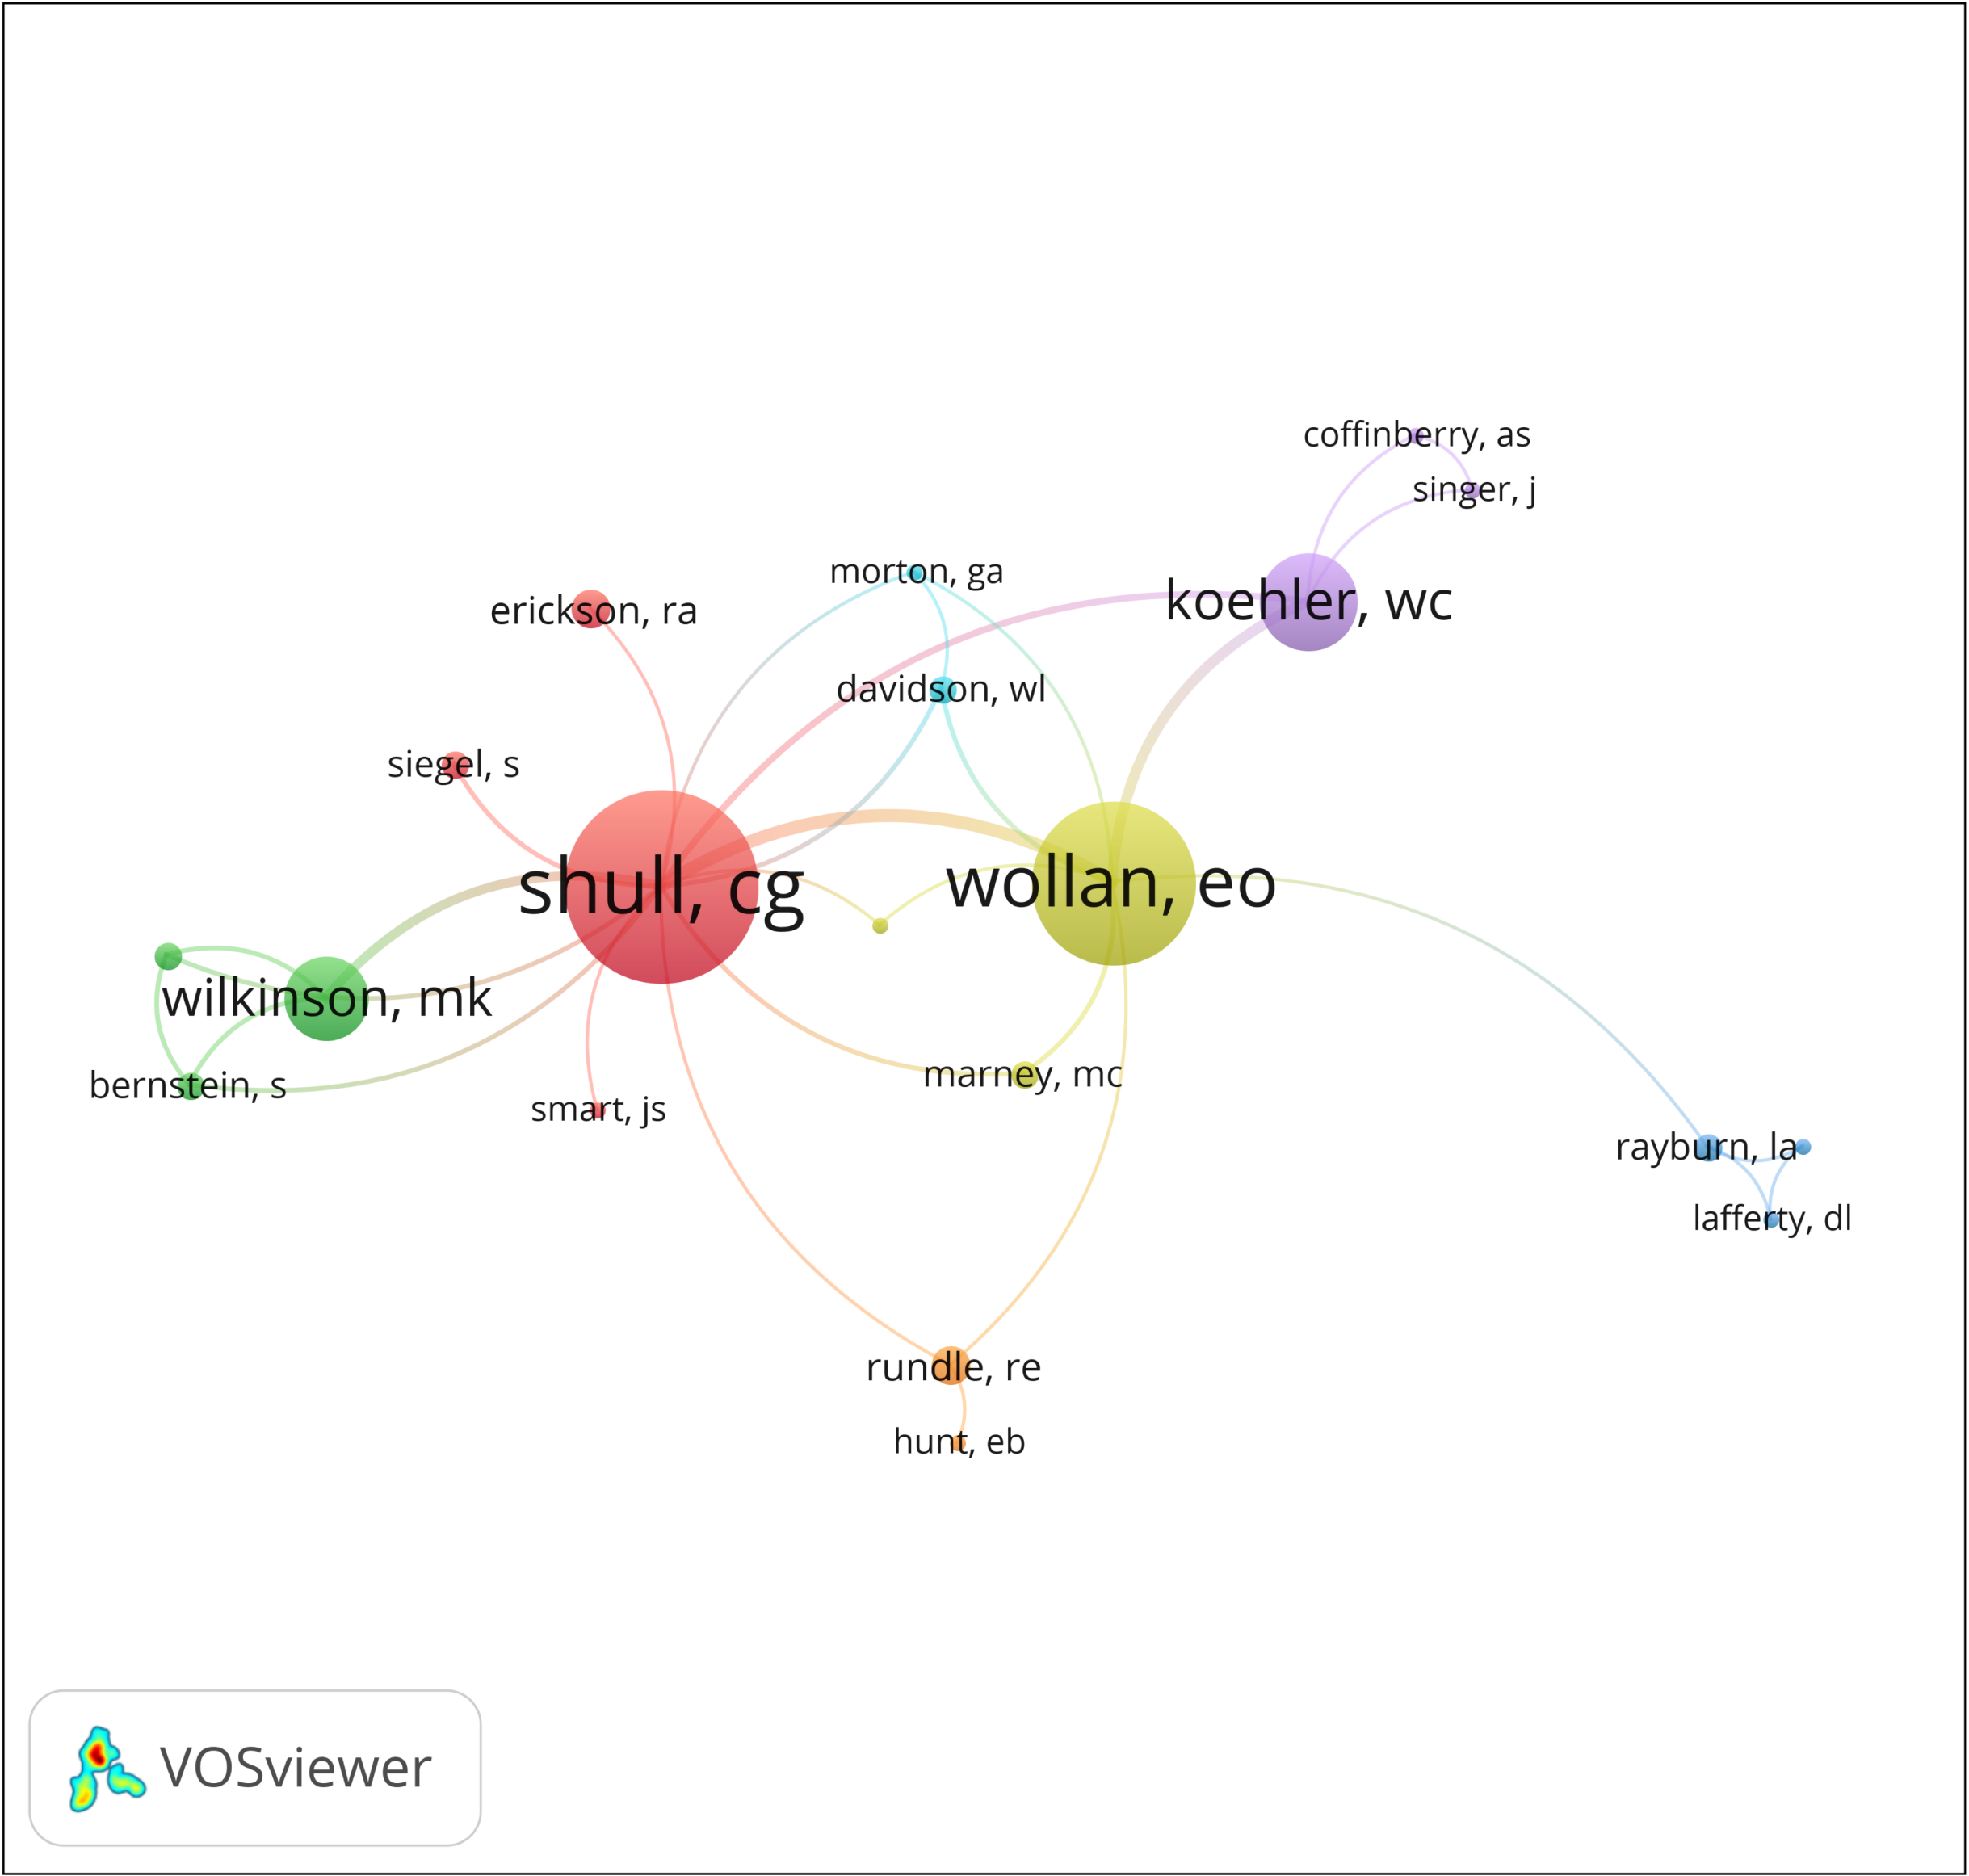 coffinberry, as
singer, j
morton, ga
koehler, wc
erickson, ra
davidson, wl
siegel, s
shull, cg
wollan, eo
wilkinson, mk
bernstein, s
marney, mc
smart, js
rayburn, la
lafferty, dl
rundle, re
hunt, eb
VOSviewer